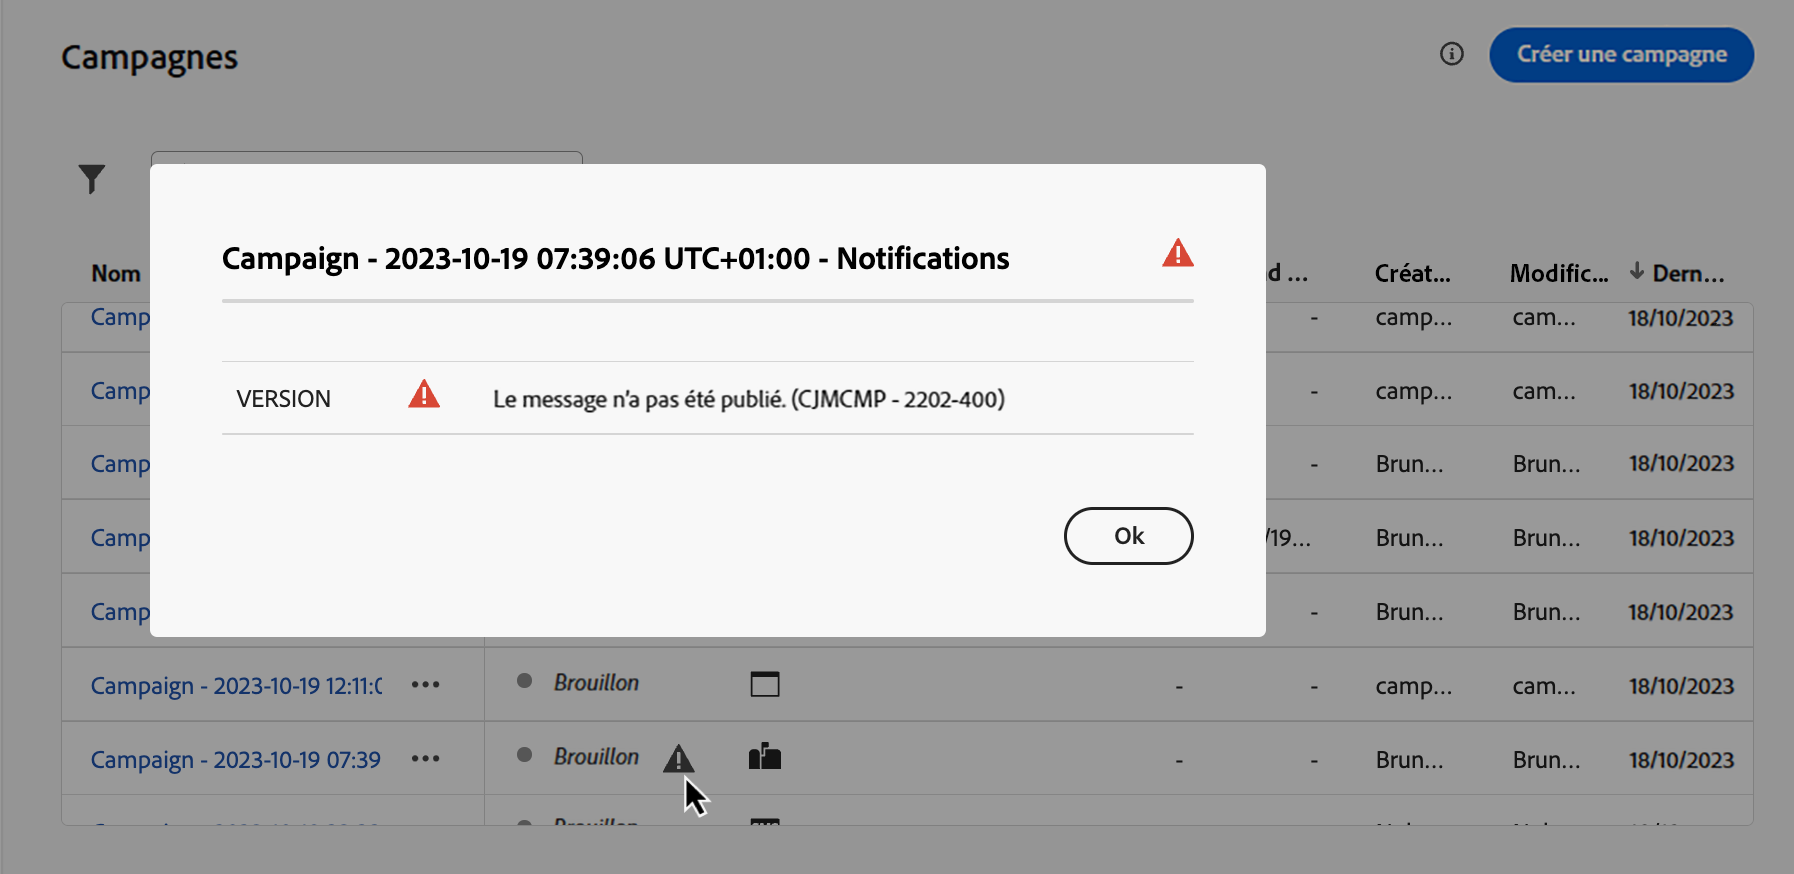 Campagnes
Créer une campagne
Campaign - 2023-10-19 07:39:06 UTC+01:00 - Notifications
VERSION Le message n'a pas été publié. (CJMCMP - 2202-400)
Ok
Nom d ... Créat... Modific... Dern...
Camp - camp... cam... 18/10/2023
Camp - camp... cam... 18/10/2023
Camp - Brun... Brun... 18/10/2023
Camp /19... Brun... Brun... 18/10/2023
Camp - Brun... Brun... 18/10/2023
Campaign - 2023-10-19 12:11:0 ... Brouillon - - camp... cam... 18/10/2023
Campaign - 2023-10-19 07:39 ... Brouillon - - Brun... Brun... 18/10/2023
Brouillon